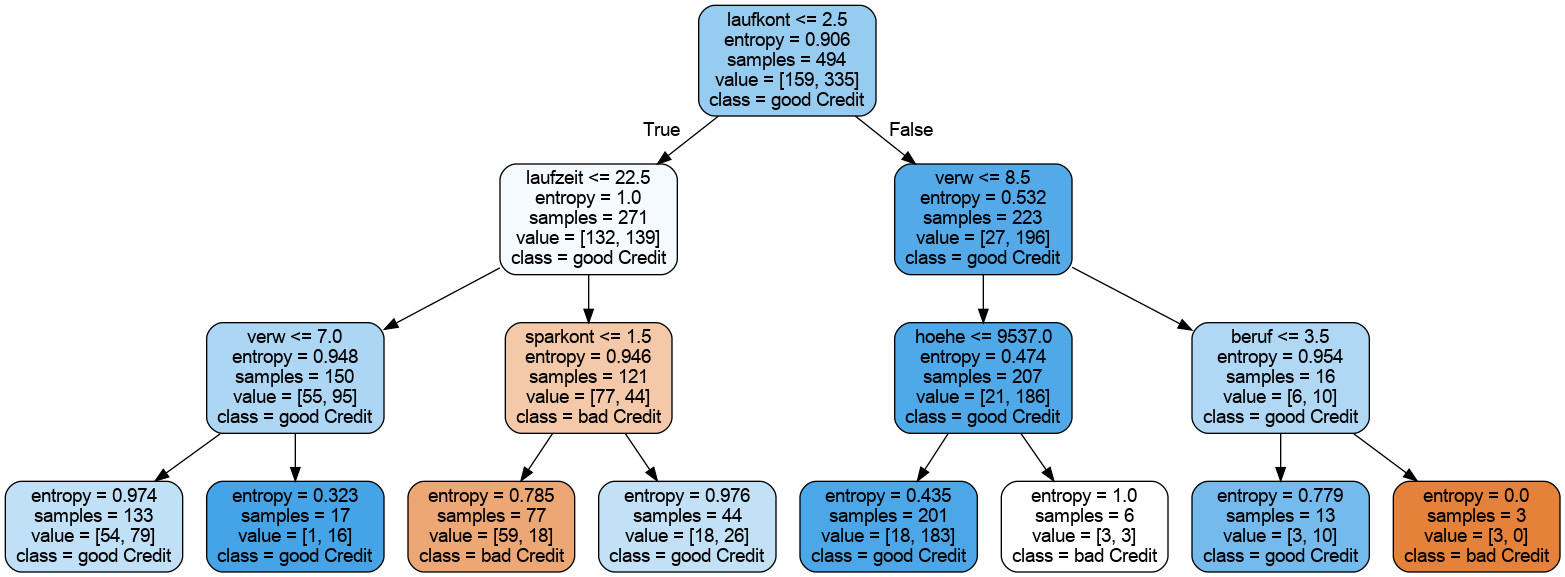 laufkont <= 2.5
entropy = 0.906
samples = 494
value = [159, 335]
class = good Credit
True
False
laufzeit <= 22.5
entropy = 1.0
samples = 271
value = [132, 139]
class = good Credit
verw <= 8.5
entropy = 0.532
samples = 223
value = [27, 196]
class = good Credit
verw <= 7.0
entropy = 0.948
samples = 150
value = [55, 95]
class = good Credit
sparkont <= 1.5
entropy = 0.946
samples = 121
value = [77, 44]
class = bad Credit
hoehe <= 9537.0
entropy = 0.474
samples = 207
value = [21, 186]
class = good Credit
beruf <= 3.5
entropy = 0.954
samples = 16
value = [6, 10]
class = good Credit
entropy = 0.974
samples = 133
value = [54, 79]
class = good Credit
entropy = 0.323
samples = 17
value = [1, 16]
class = good Credit
entropy = 0.785
samples = 77
value = [59, 18]
class = bad Credit
entropy = 0.976
samples = 44
value = [18, 26]
class = good Credit
entropy = 0.435
samples = 201
value = [18, 183]
class = good Credit
entropy = 1.0
samples = 6
value = [3, 3]
class = bad Credit
entropy = 0.779
samples = 13
value = [3, 10]
class = good Credit
entropy = 0.0
samples = 3
value = [3, 0]
class = bad Credit